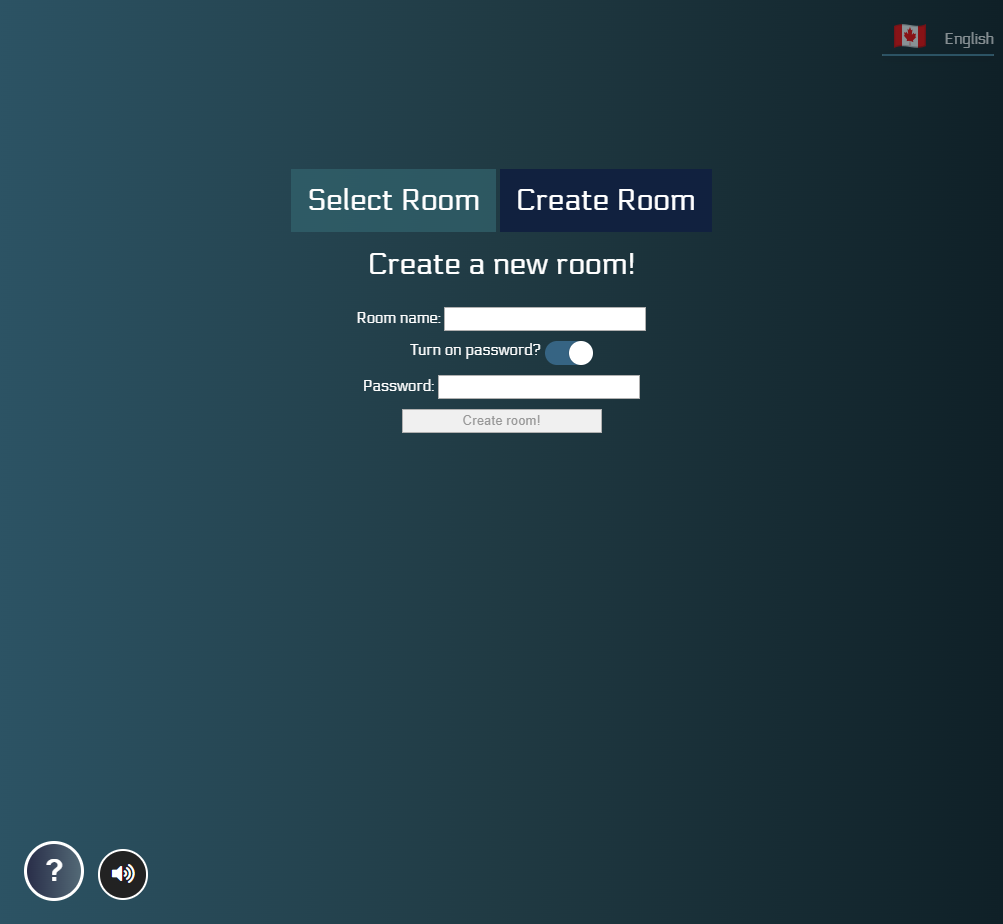 English
Select Room Create Room
Create a new room!
Room name:
Turn on password?
Password:
Create room!
?